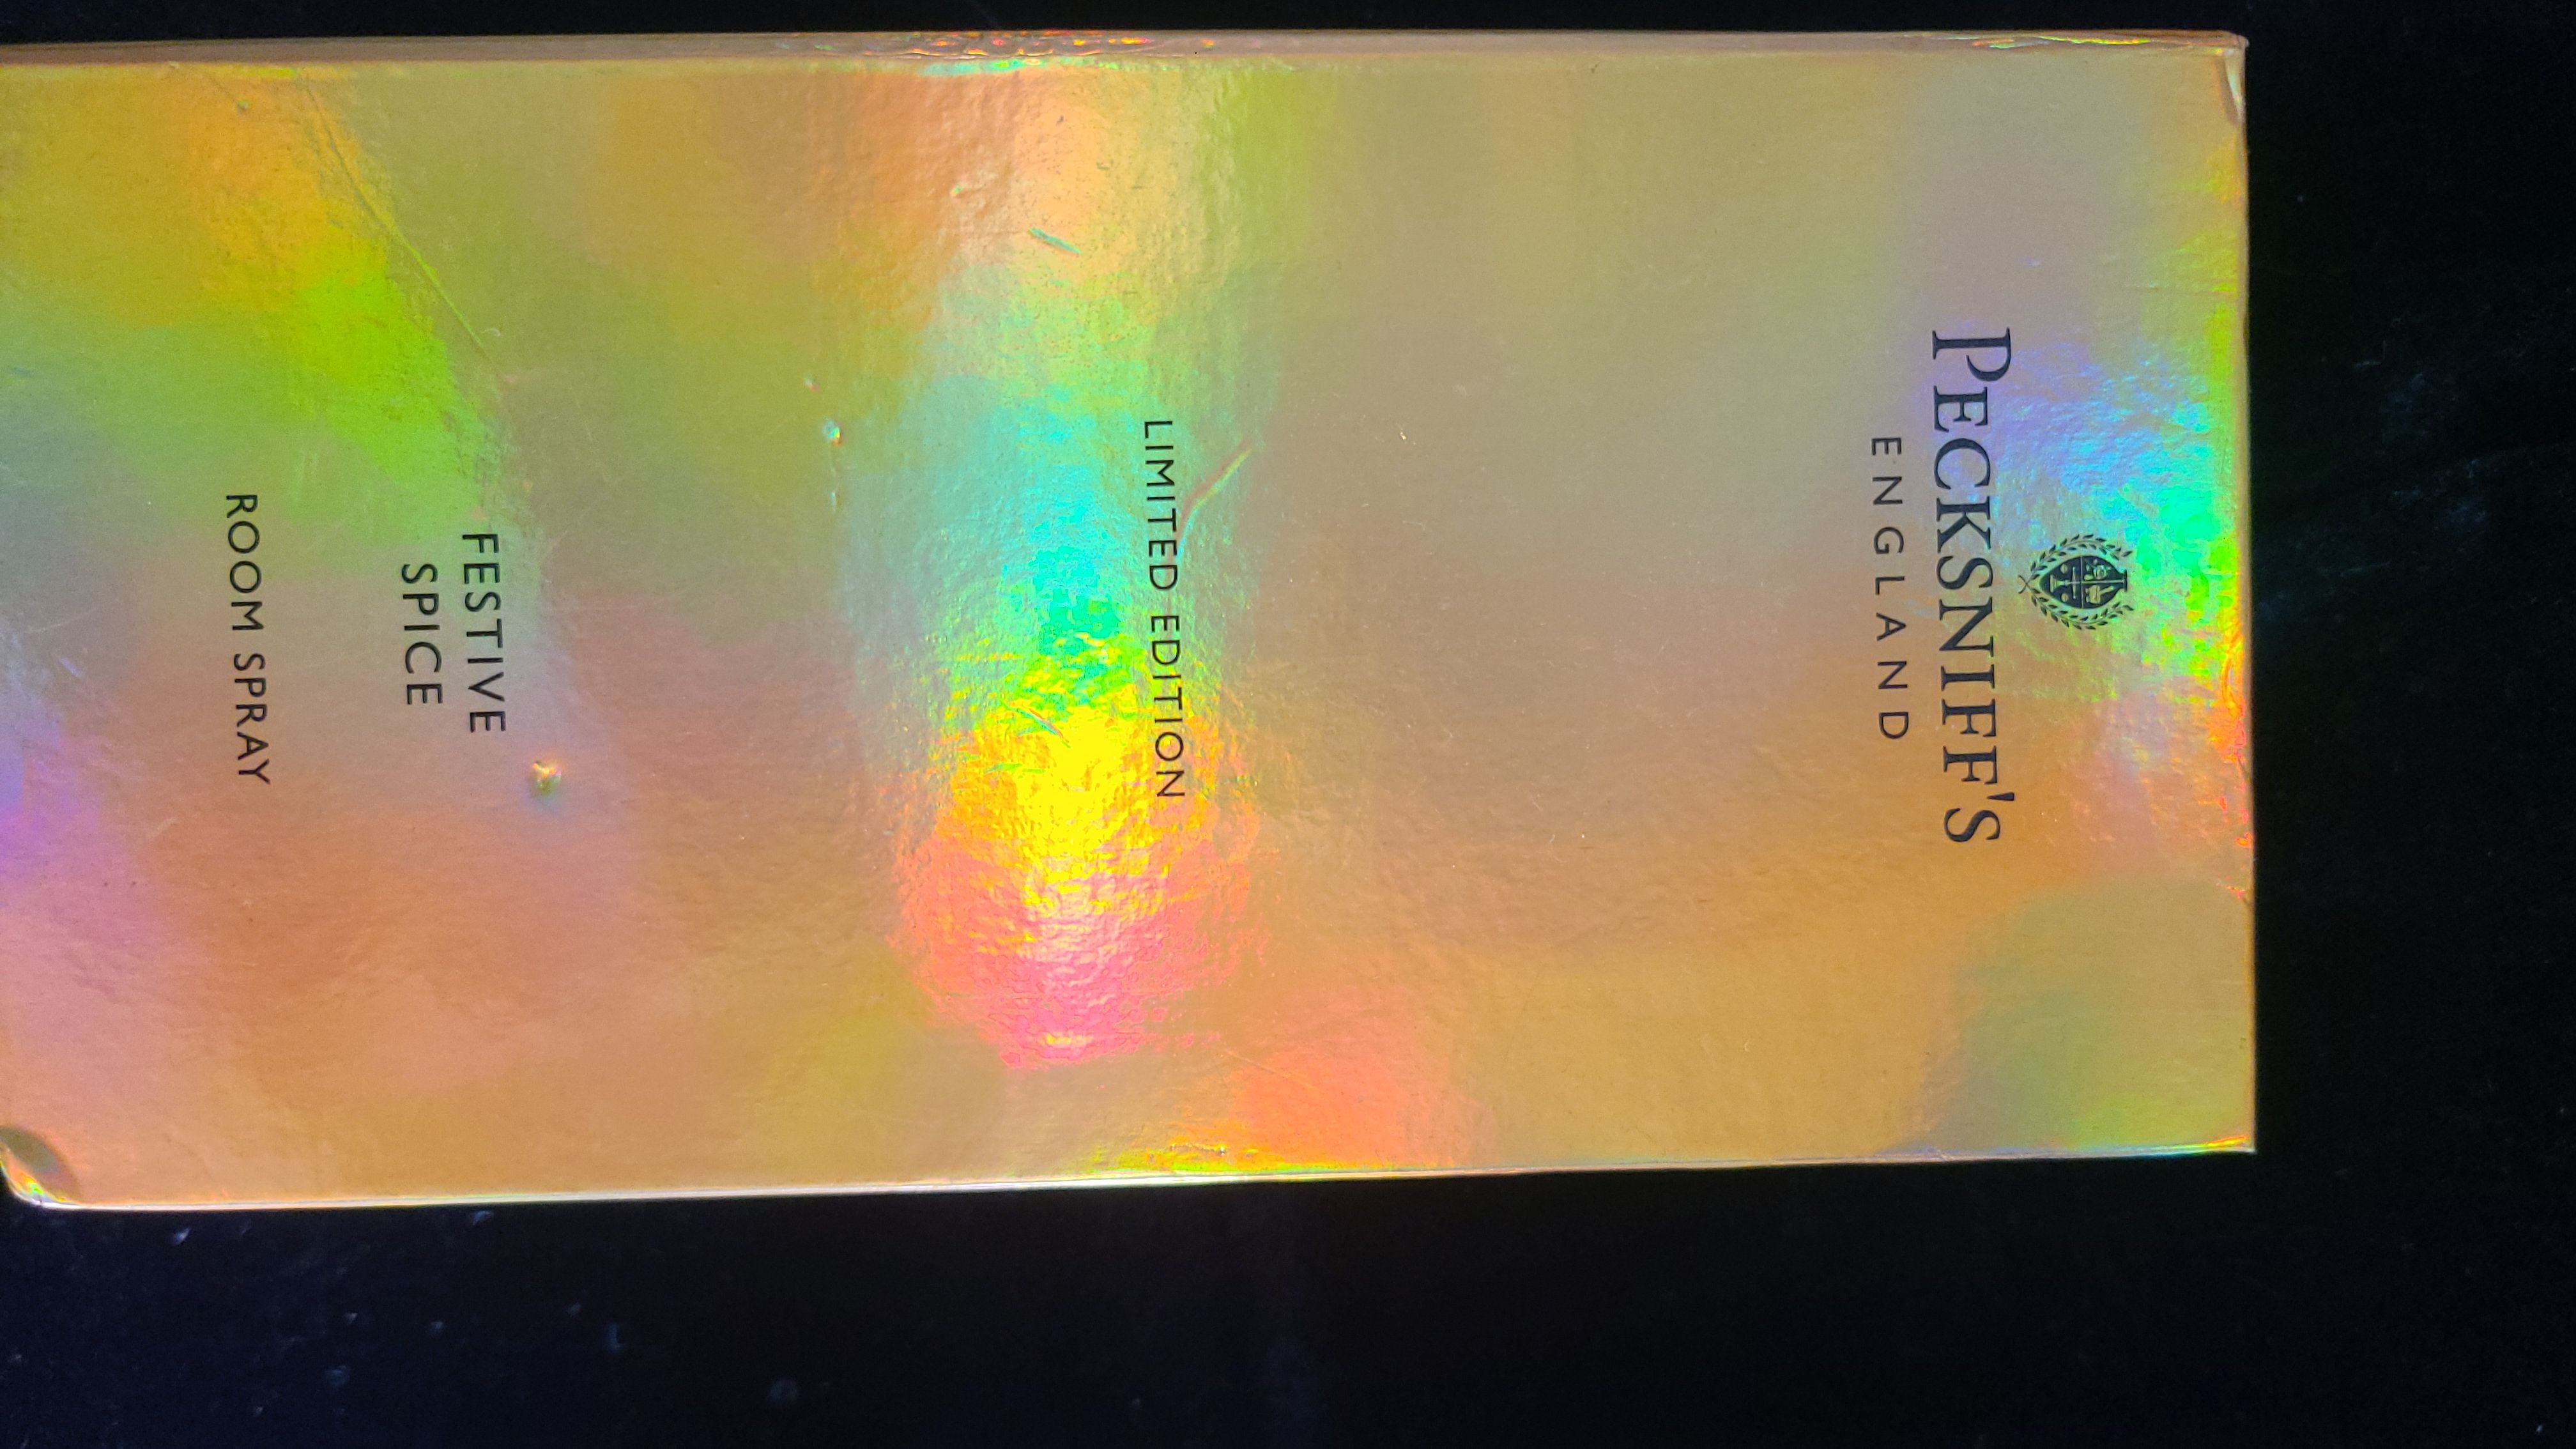 PECKSNIFF'S
ENGLAND
LIMITED EDITION
FESTIVE
SPICE
ROOM SPRAY